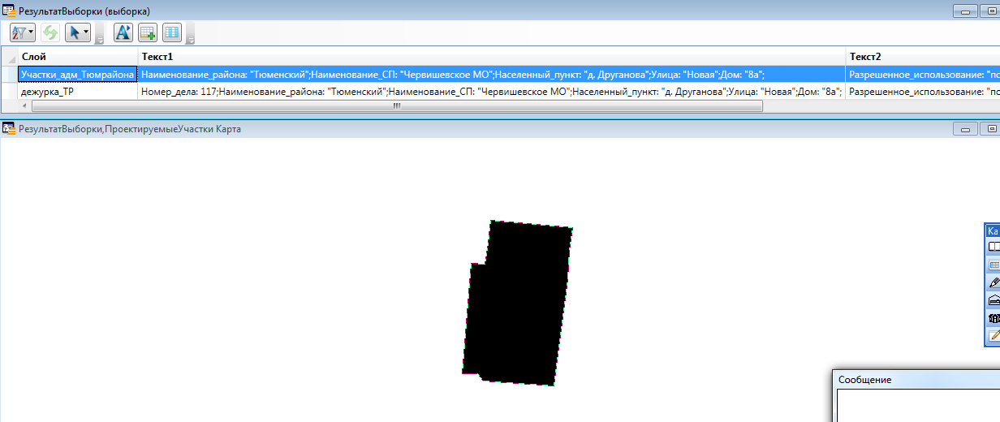 РезультатВыборки (выборка)
Слой Текст1 Текст2
Участки_адм_Тюмрайона Наименование_района: "Тюменский";Наименование_СП: "Червишевское МО";Населенный_пункт: "д. Друганова";Улица: "Новая";Дом: "8а"; Разрешенное_использование: "по
дежурка_ТР Номер_дела: 117;Наименование_района: "Тюменский";Наименование_СП: "Червишевское МО";Населенный_пункт: "д. Друганова";Улица: "Новая";Дом: "8а"; Разрешенное_использование: "по
РезультатВыборки,ПроектируемыеУчастки Карта
Ка
Сообщение